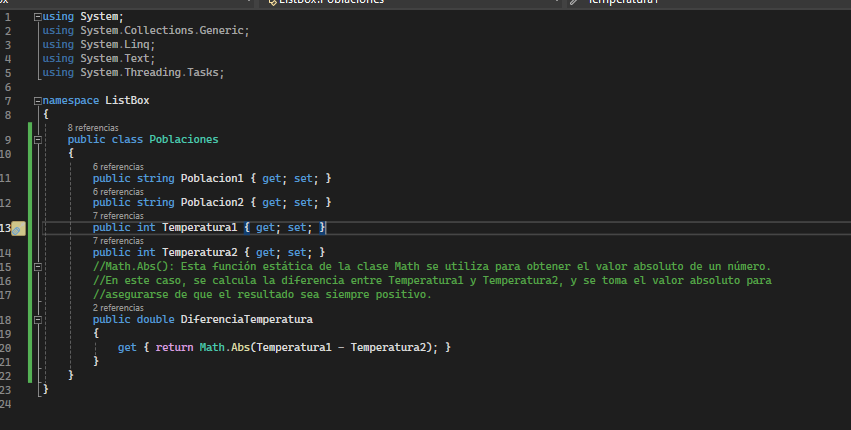 ListBox.Poblaciones Temperatura1
1 using System;
2 using System.Collections.Generic;
3 using System.Linq;
4 using System.Text;
5 using System.Threading.Tasks;
6
7 namespace ListBox
8 {
8 referencias
9 public class Poblaciones
10 {
6 referencias
11 public string Poblacion1 { get; set; }
6 referencias
12 public string Poblacion2 { get; set; }
7 referencias
13 public int Temperatura1 { get; set; }
7 referencias
14 public int Temperatura2 { get; set; }
15 //Math.Abs(): Esta función estática de la clase Math se utiliza para obtener el valor absoluto de un número.
16 //En este caso, se calcula la diferencia entre Temperatura1 y Temperatura2, y se toma el valor absoluto para
17 //asegurarse de que el resultado sea siempre positivo.
2 referencias
18 public double DiferenciaTemperatura
19 {
20 get { return Math.Abs(Temperatura1 - Temperatura2); }
21 }
22 }
23 }
24